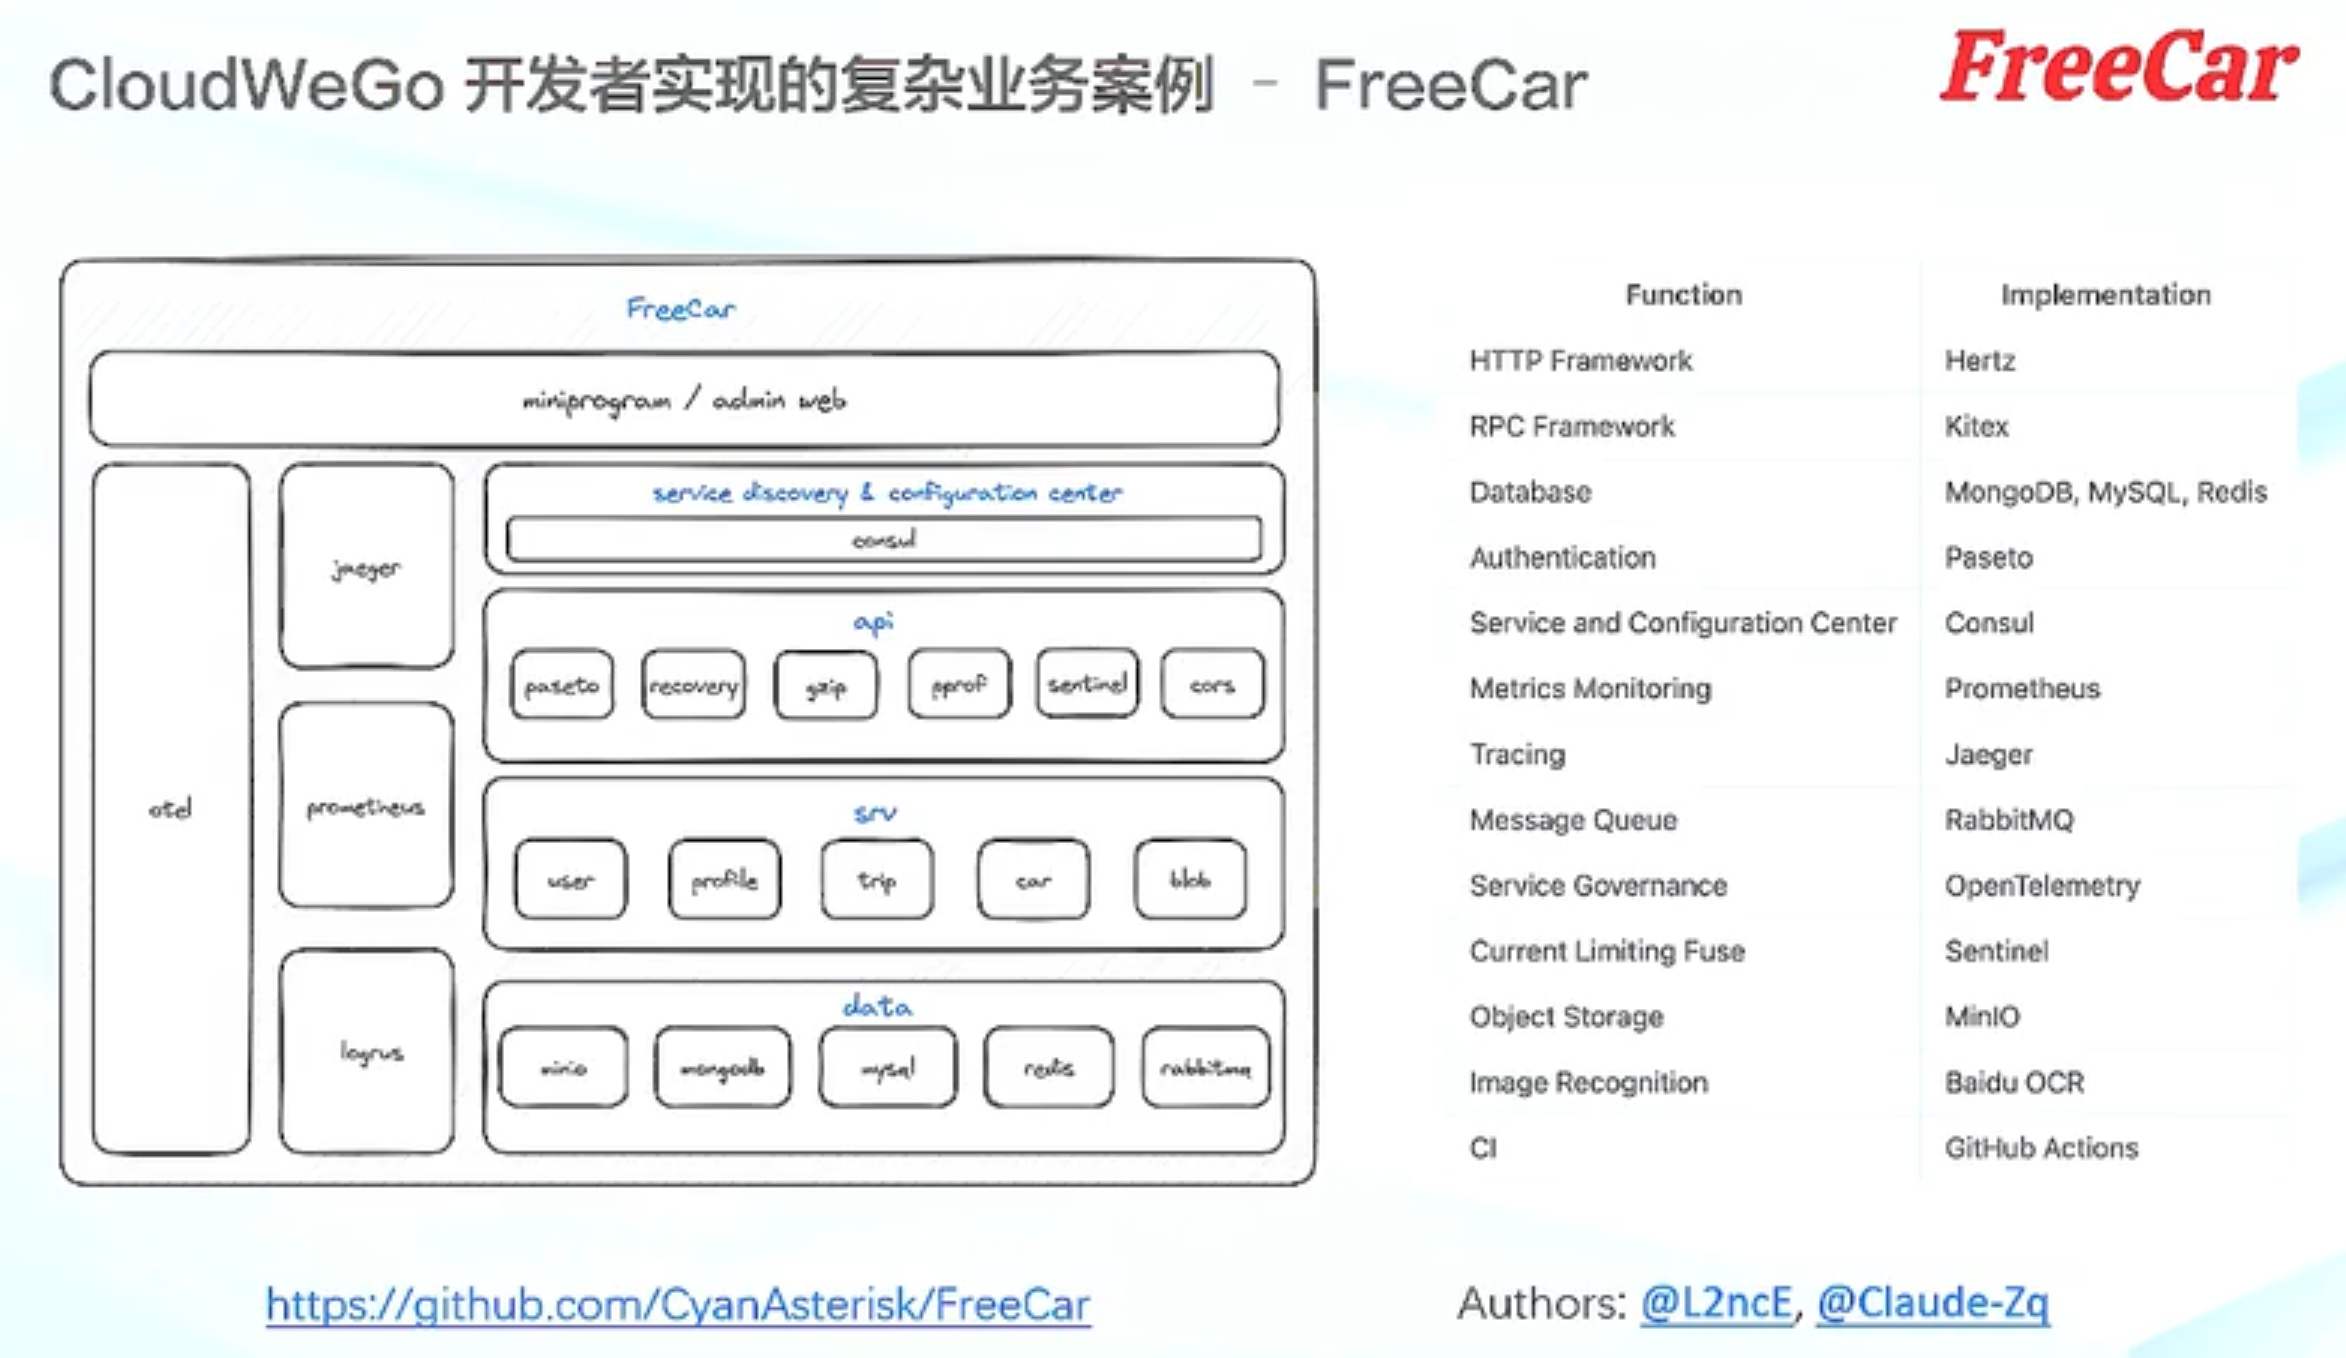 CloudWeGo 开发者实现的复杂业务案例 - FreeCar
FreeCar
FreeCar
miniprogram / admin web
otel
jaeger
prometheus
logrus
service discovery & configuration center
consul
api
paseto recovery gzip pprof sentinel cors
srv
user profile trip car blob
data
minio mongodb mysql redis rabbitmq
Function Implementation
HTTP Framework Hertz
RPC Framework Kitex
Database MongoDB, MySQL, Redis
Authentication Paseto
Service and Configuration Center Consul
Metrics Monitoring Prometheus
Tracing Jaeger
Message Queue RabbitMQ
Service Governance OpenTelemetry
Current Limiting Fuse Sentinel
Object Storage MinIO
Image Recognition Baidu OCR
CI GitHub Actions
https://github.com/CyanAsterisk/FreeCar
Authors: @L2ncE, @Claude-Zq